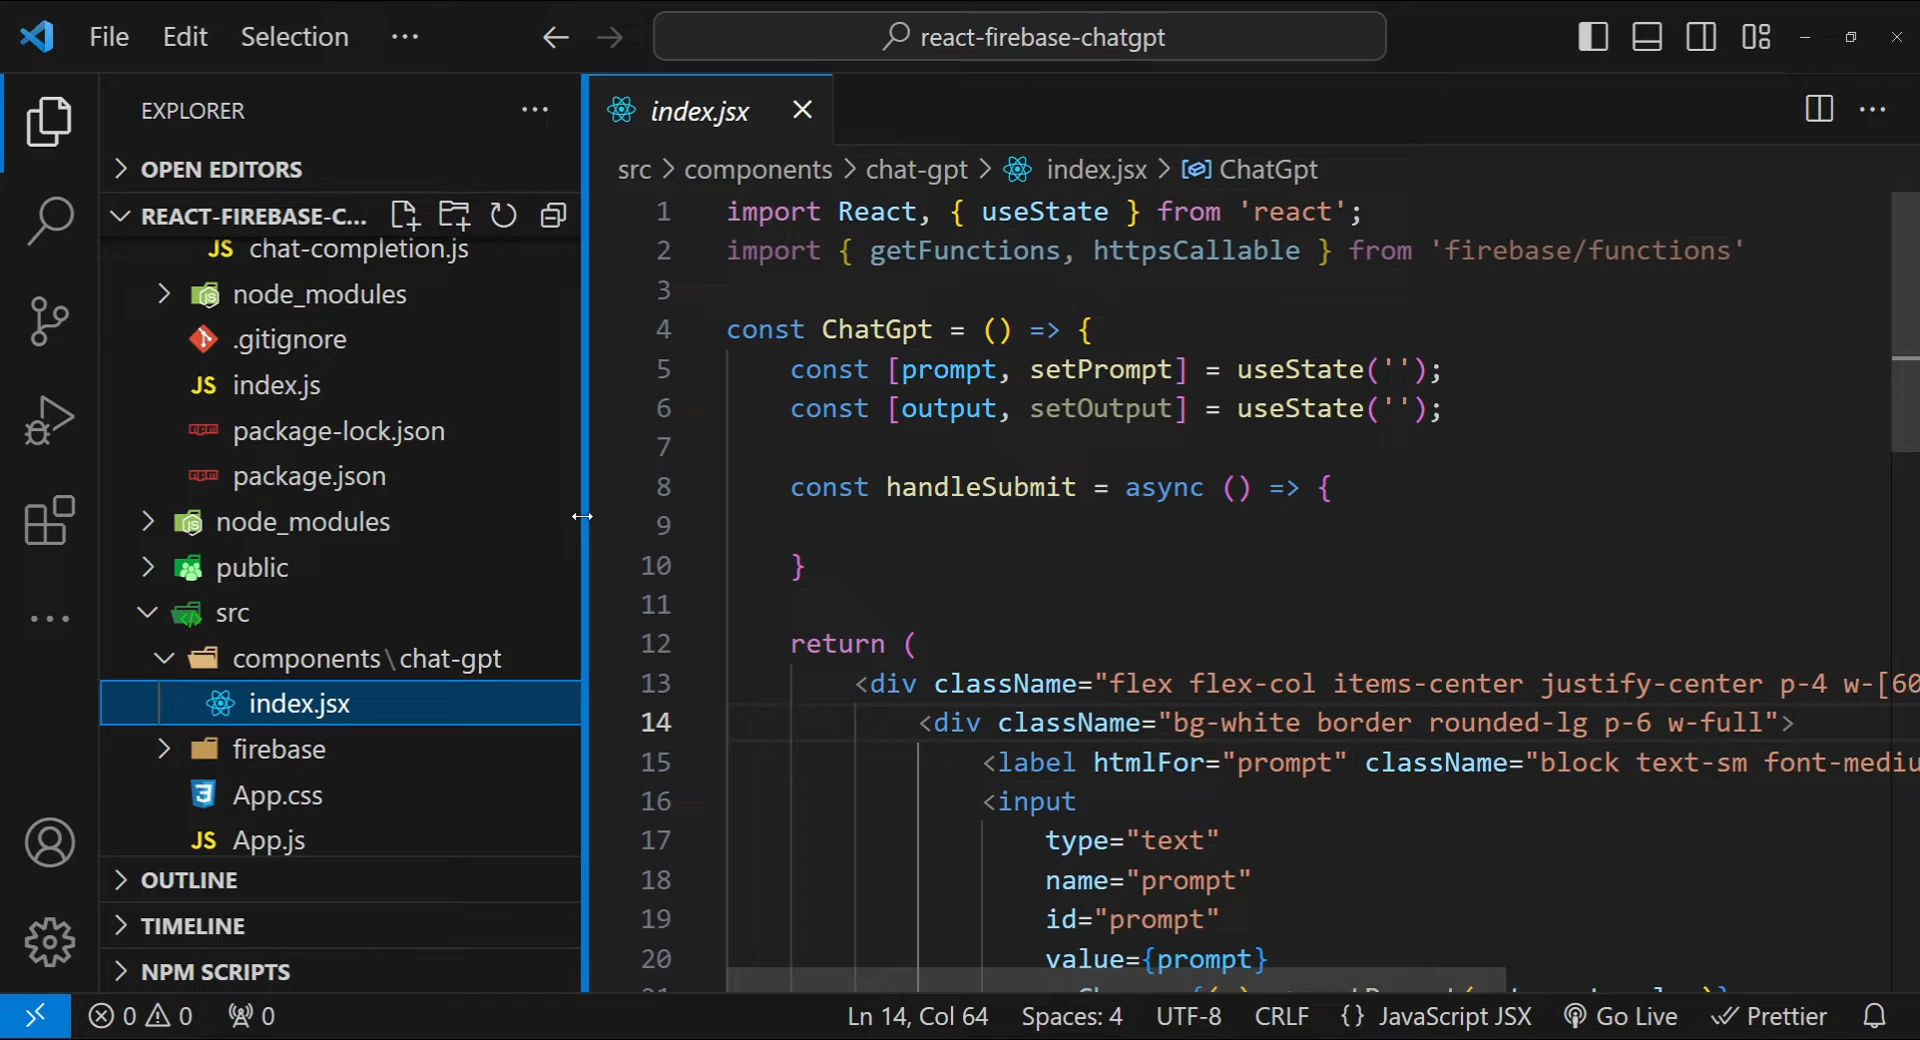 File Edit Selection ...
react-firebase-chatgpt
EXPLORER
OPEN EDITORS
REACT-FIREBASE-C...
JS chat-completion.js
node_modules
.gitignore
JS index.js
package-lock.json
package.json
node_modules
public
src
components\chat-gpt
index.jsx
firebase
App.css
JS App.js
OUTLINE
TIMELINE
NPM SCRIPTS
index.jsx
src > components > chat-gpt > index.jsx > ChatGpt
1 import React, { useState } from 'react';
2 import { getFunctions, httpsCallable } from 'firebase/functions'
3
4 const ChatGpt = () => {
5 const [prompt, setPrompt] = useState('');
6 const [output, setOutput] = useState('');
7
8 const handleSubmit = async () => {
9
10 }
11
12 return (
13 <div className="flex flex-col items-center justify-center p-4 w-[60
14 <div className="bg-white border rounded-lg p-6 w-full">
15 <label htmlFor="prompt" className="block text-sm font-mediu
16 <input
17 type="text"
18 name="prompt"
19 id="prompt"
20 value={prompt}
0 0 0
Ln 14, Col 64 Spaces: 4 UTF-8 CRLF {} JavaScript JSX Go Live Prettier